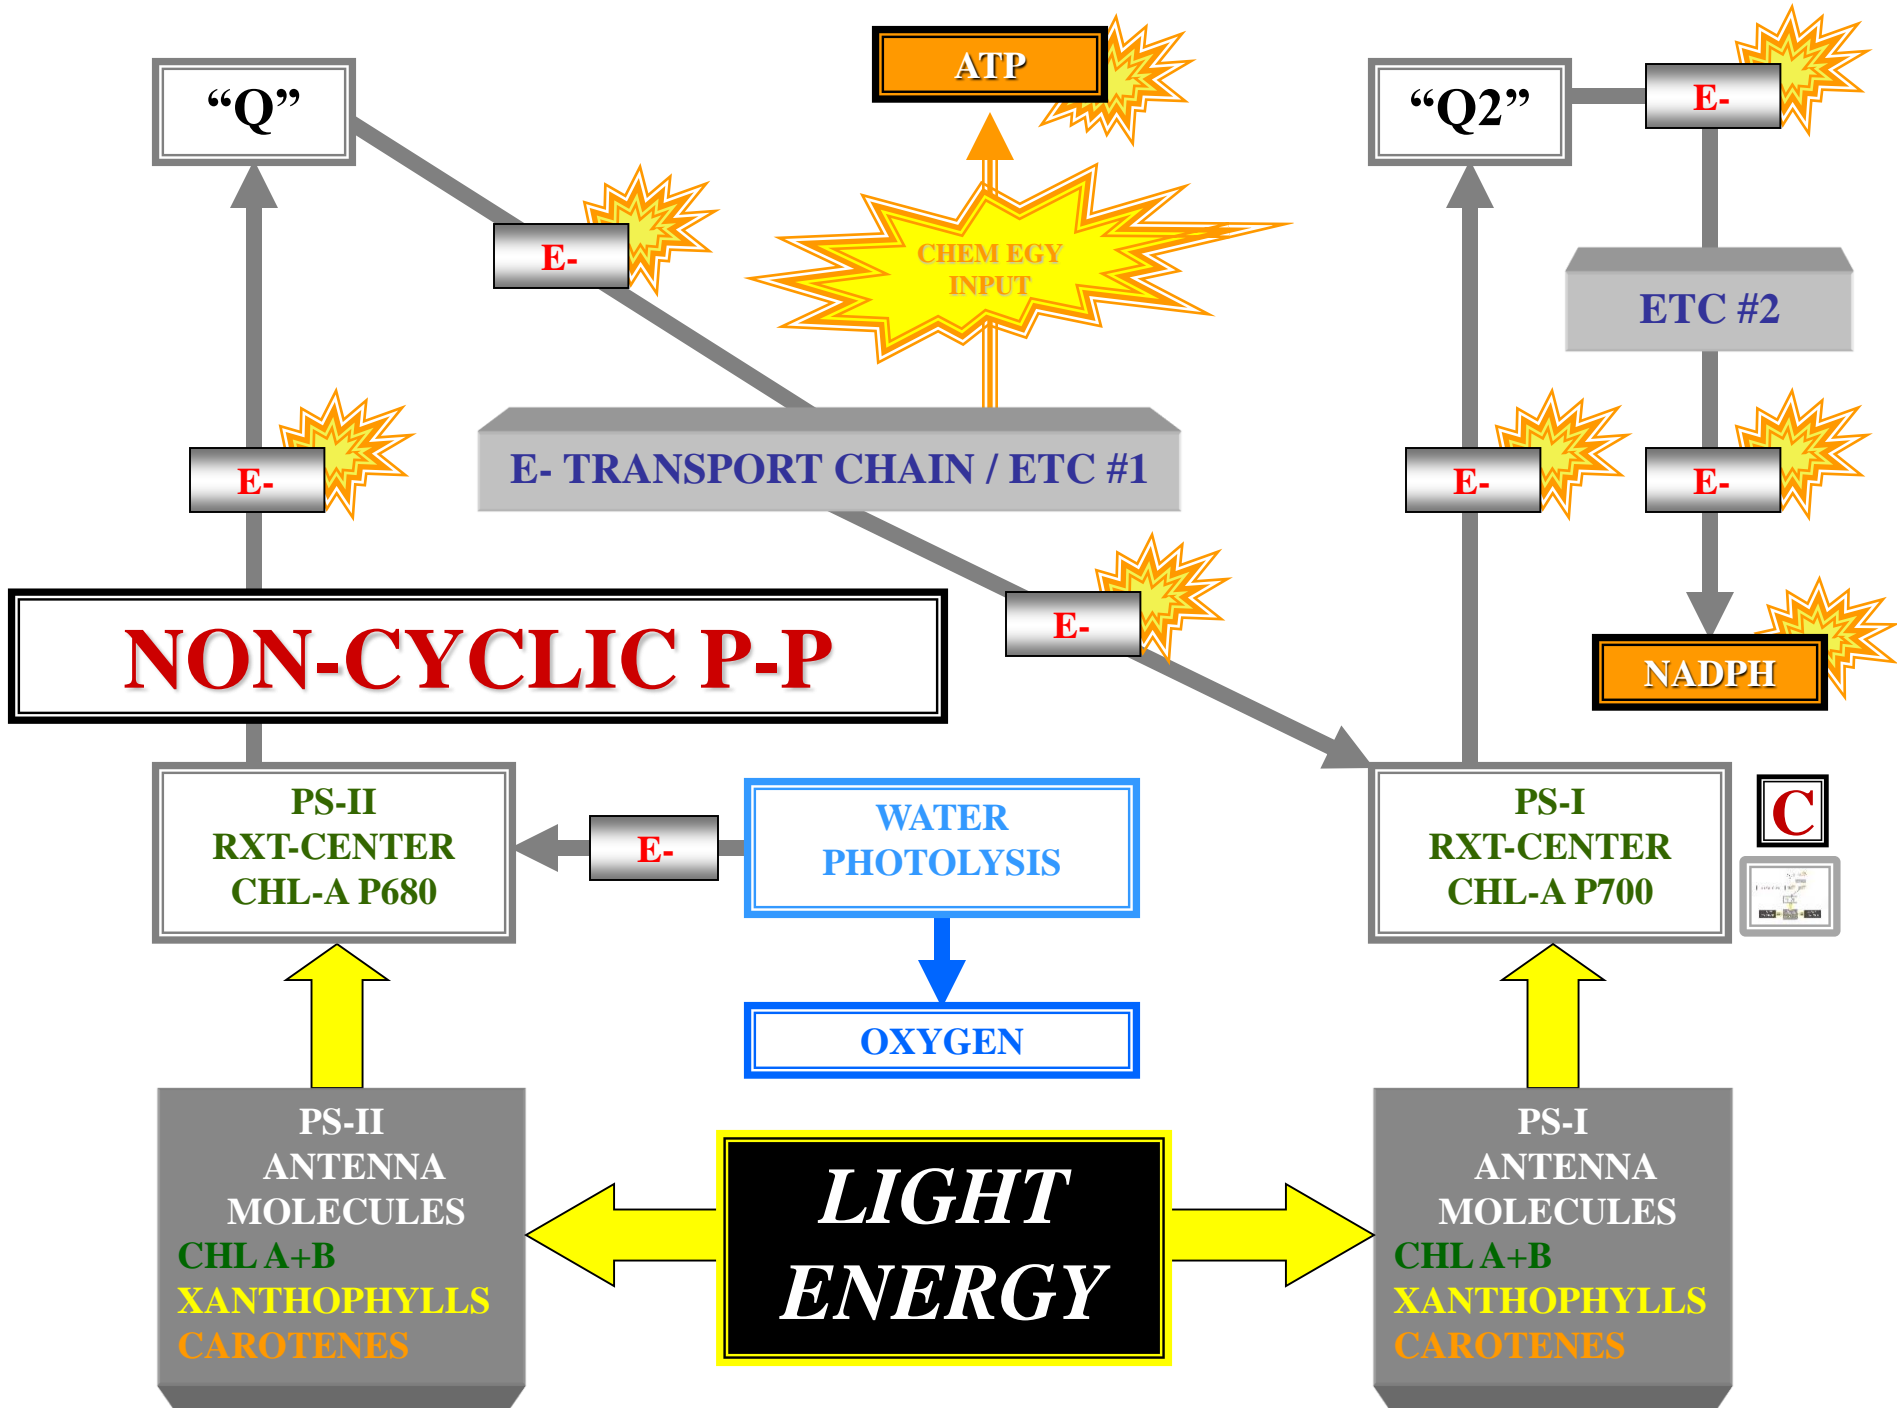 “Q”
ATP
“Q2”
E-
E-
CHEM EGY
INPUT
ETC #2
E- TRANSPORT CHAIN / ETC #1
E-
E-
E-
E-
NON-CYCLIC P-P
NADPH
PS-II
RXT-CENTER
CHL-A P680
E-
WATER
PHOTOLYSIS
PS-I
RXT-CENTER
CHL-A P700
C
OXYGEN
PS-II
ANTENNA
MOLECULES
CHL A+B
XANTHOPHYLLS
CAROTENES
LIGHT
ENERGY
PS-I
ANTENNA
MOLECULES
CHL A+B
XANTHOPHYLLS
CAROTENES